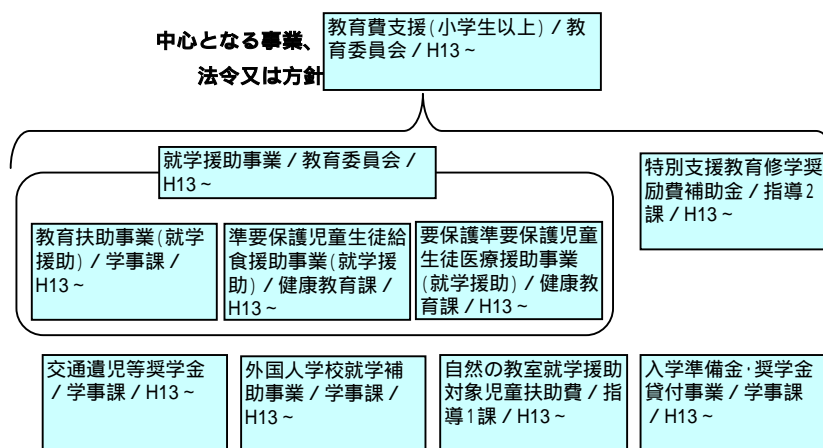 中心となる事業、
法令又は方針
教育費支援(小学生以上)／教
育委員会／H13～
就学援助事業／教育委員会／
H13～
特別支援教育修学奨
励費補助金／指導2
課／H13～
教育扶助事業(就学
援助)／学事課／
H13～
準要保護児童生徒給
食援助事業(就学援
助)／健康教育課／
H13～
要保護準要保護児童
生徒医療援助事業
(就学援助)／健康教
育課／H13～
交通遺児等奨学金
／学事課／H13～
外国人学校就学補
助事業／学事課／
H13～
自然の教室就学援助
対象児童扶助費／指
導1課／H13～
入学準備金・奨学金
貸付事業／学事課
／H13～